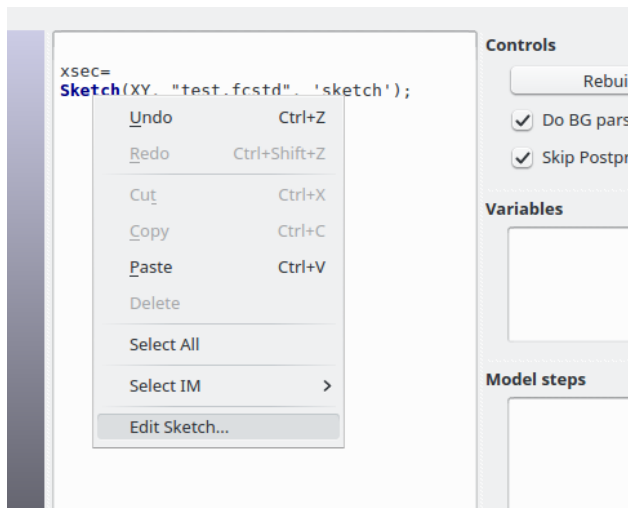 xsec=
Sketch(XY, "test.fcstd", 'sketch');
Undo Ctrl+Z
Redo Ctrl+Shift+Z
Cut Ctrl+X
Copy Ctrl+C
Paste Ctrl+V
Delete
Select All
Select IM
Edit Sketch...
Controls
Rebui
Do BG pars
Skip Postpr
Variables
Model steps